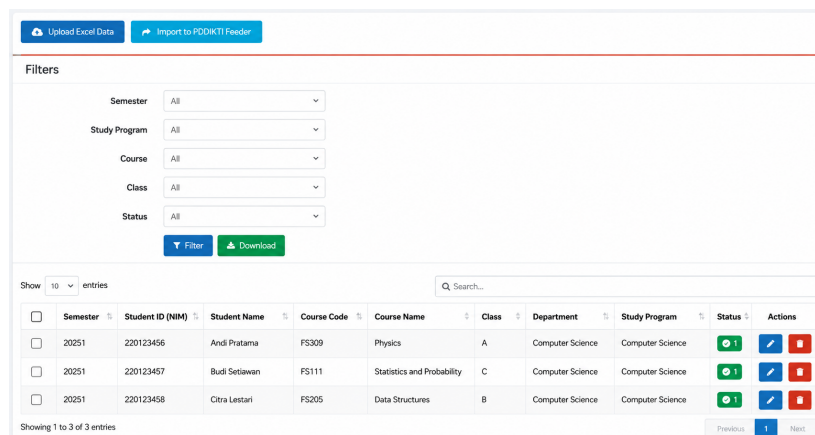 Upload Excel Data Import to PDDIKTI Feeder
Filters
Semester All
Study Program All
Course All
Class All
Status All
Filter Download
Show 10 entries Search...
Semester Student ID (NIM) Student Name Course Code Course Name Class Department Study Program Status Actions
20251 220123456 Andi Pratama FS309 Physics A Computer Science Computer Science 1
20251 220123457 Budi Setiawan FS111 Statistics and Probability C Computer Science Computer Science 1
20251 220123458 Citra Lestari FS205 Data Structures B Computer Science Computer Science 1
Showing 1 to 3 of 3 entries Previous 1 Next